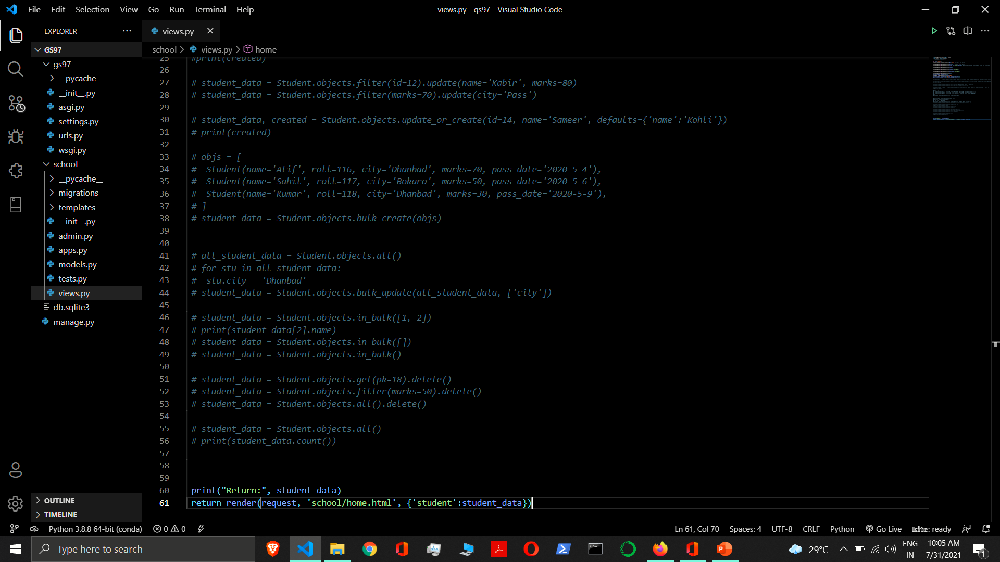 File Edit Selection View Go Run Terminal Help
views.py - gs97 - Visual Studio Code
EXPLORER
views.py
GS97
school > views.py > home
gs97
__pycache__
__init__.py
asgi.py
settings.py
urls.py
wsgi.py
school
__pycache__
migrations
templates
__init__.py
admin.py
apps.py
models.py
tests.py
views.py
db.sqlite3
manage.py
OUTLINE
TIMELINE
25 #print(created)
26
27 # student_data = Student.objects.filter(id=12).update(name='Kabir', marks=80)
28 # student_data = Student.objects.filter(marks=70).update(city='Pass')
29
30 # student_data, created = Student.objects.update_or_create(id=14, name='Sameer', defaults={'name':'Kohli'})
31 # print(created)
32
33 # objs = [
34 #  Student(name='Atif', roll=116, city='Dhanbad', marks=70, pass_date='2020-5-4'),
35 #  Student(name='Sahil', roll=117, city='Bokaro', marks=50, pass_date='2020-5-6'),
36 #  Student(name='Kumar', roll=118, city='Dhanbad', marks=30, pass_date='2020-5-9'),
37 # ]
38 # student_data = Student.objects.bulk_create(objs)
39
40
41 # all_student_data = Student.objects.all()
42 # for stu in all_student_data:
43 #  stu.city = 'Dhanbad'
44 # student_data = Student.objects.bulk_update(all_student_data, ['city'])
45
46 # student_data = Student.objects.in_bulk([1, 2])
47 # print(student_data[2].name)
48 # student_data = Student.objects.in_bulk([])
49 # student_data = Student.objects.in_bulk()
50
51 # student_data = Student.objects.get(pk=18).delete()
52 # student_data = Student.objects.filter(marks=50).delete()
53 # student_data = Student.objects.all().delete()
54
55 # student_data = Student.objects.all()
56 # print(student_data.count())
57
58
59
60 print("Return:", student_data)
61 return render(request, 'school/home.html', {'student':student_data})
Python 3.8.8 64-bit (conda) 0 0 Ln 61, Col 70 Spaces: 4 UTF-8 CRLF Python Go Live kite: ready
Type here to search
29°C
ENG
IN
10:05 AM
7/31/2021
1